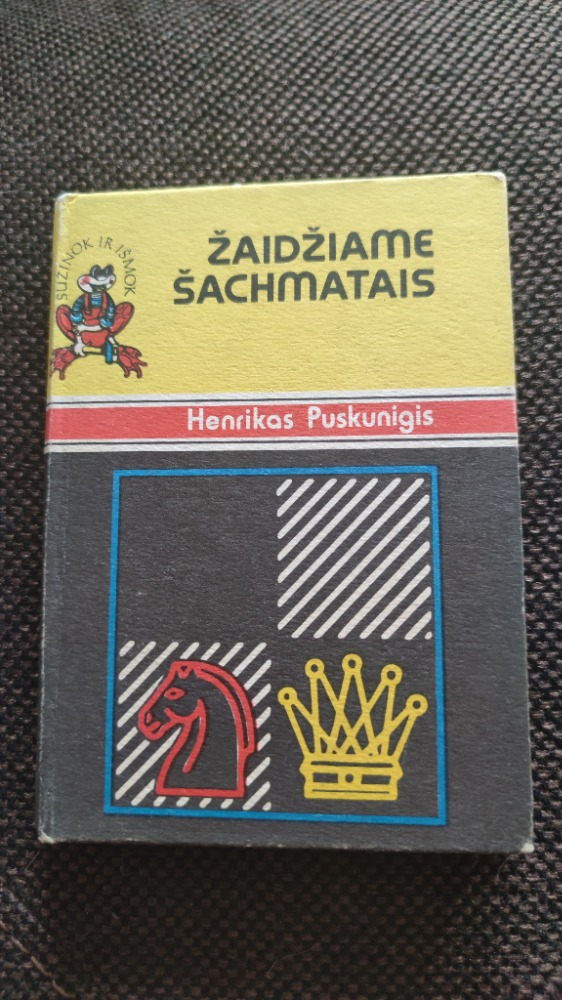 SUŽINOK IR IŠMOK
ŽAIDŽIAME
ŠACHMATAIS
Henrikas Puskunigis